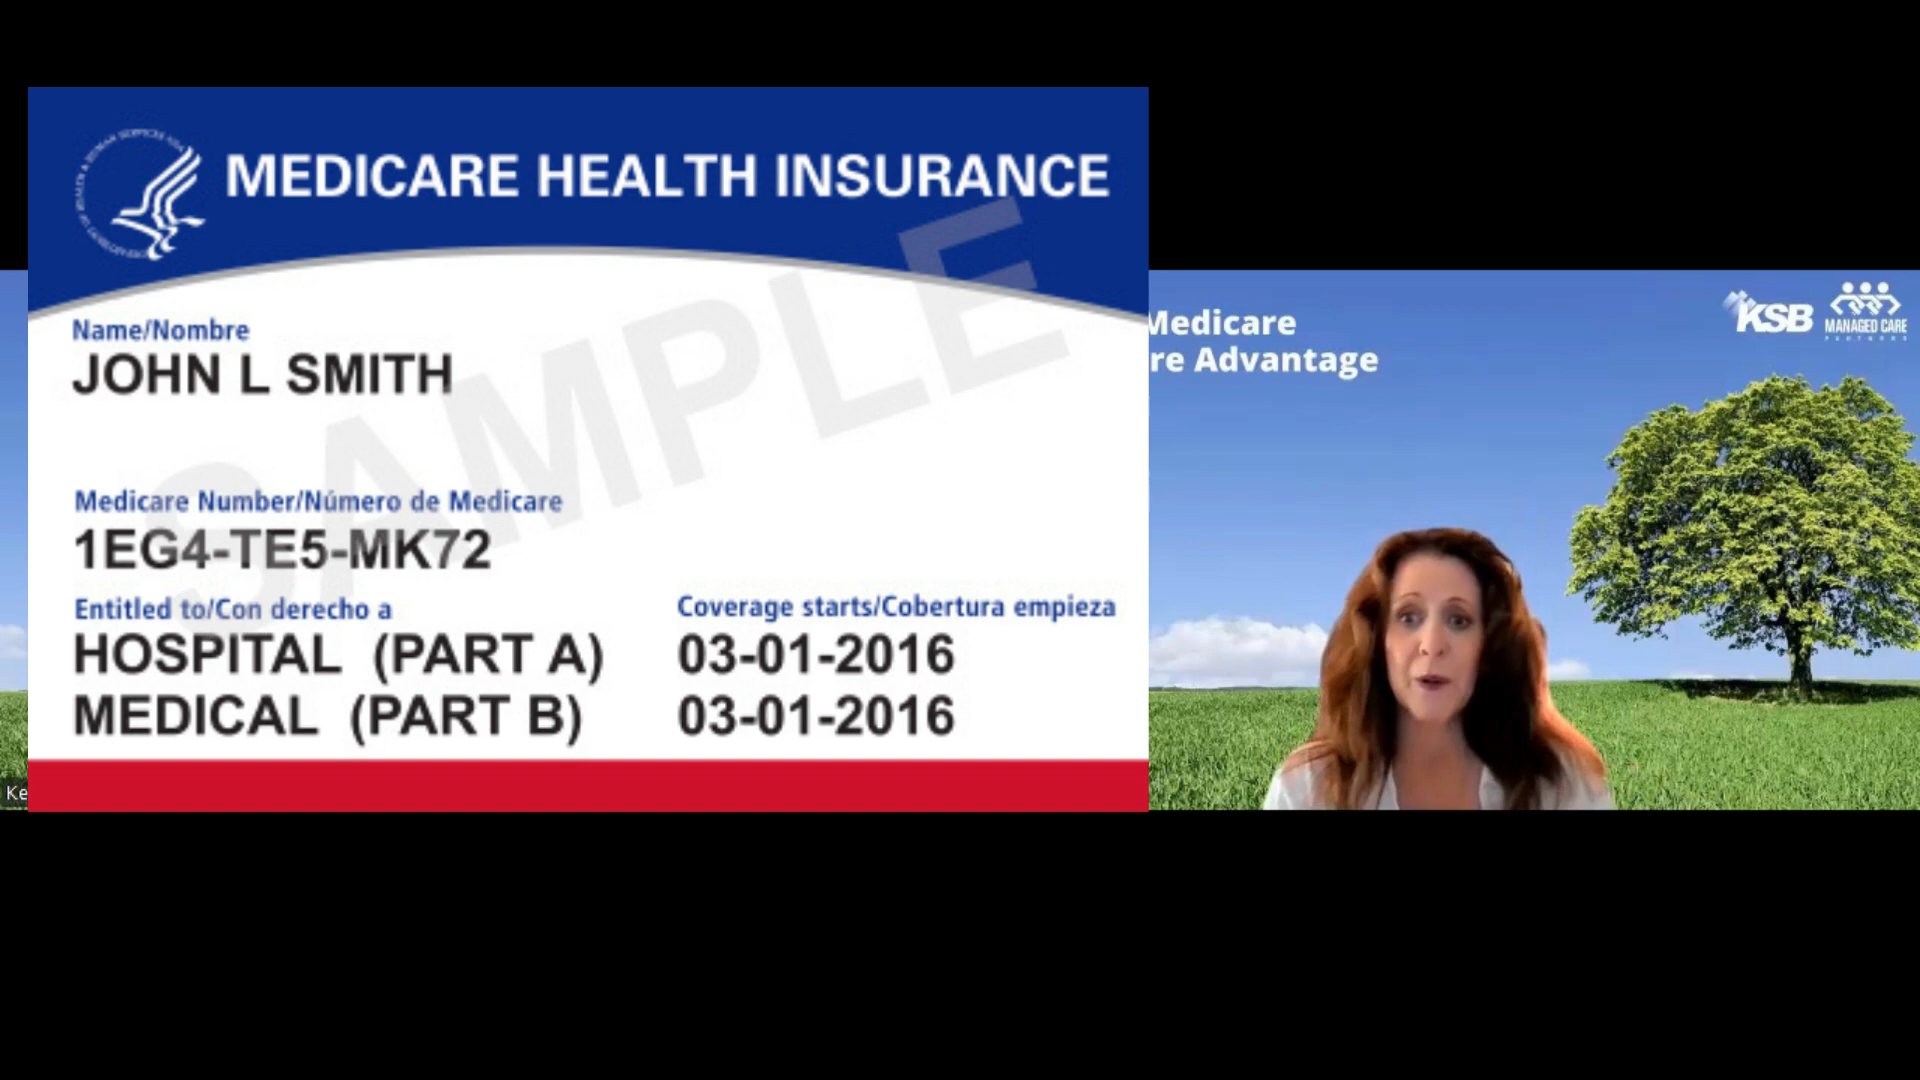 MEDICARE HEALTH INSURANCE
SAMPLE
Name/Nombre
JOHN L SMITH
Medicare Number/Número de Medicare
1EG4-TE5-MK72
Entitled to/Con derecho a
Coverage starts/Cobertura empieza
HOSPITAL (PART A)
03-01-2016
MEDICAL (PART B)
03-01-2016
Medicare
re Advantage
KSB
MANAGED CARE
PARTNERS
Ke